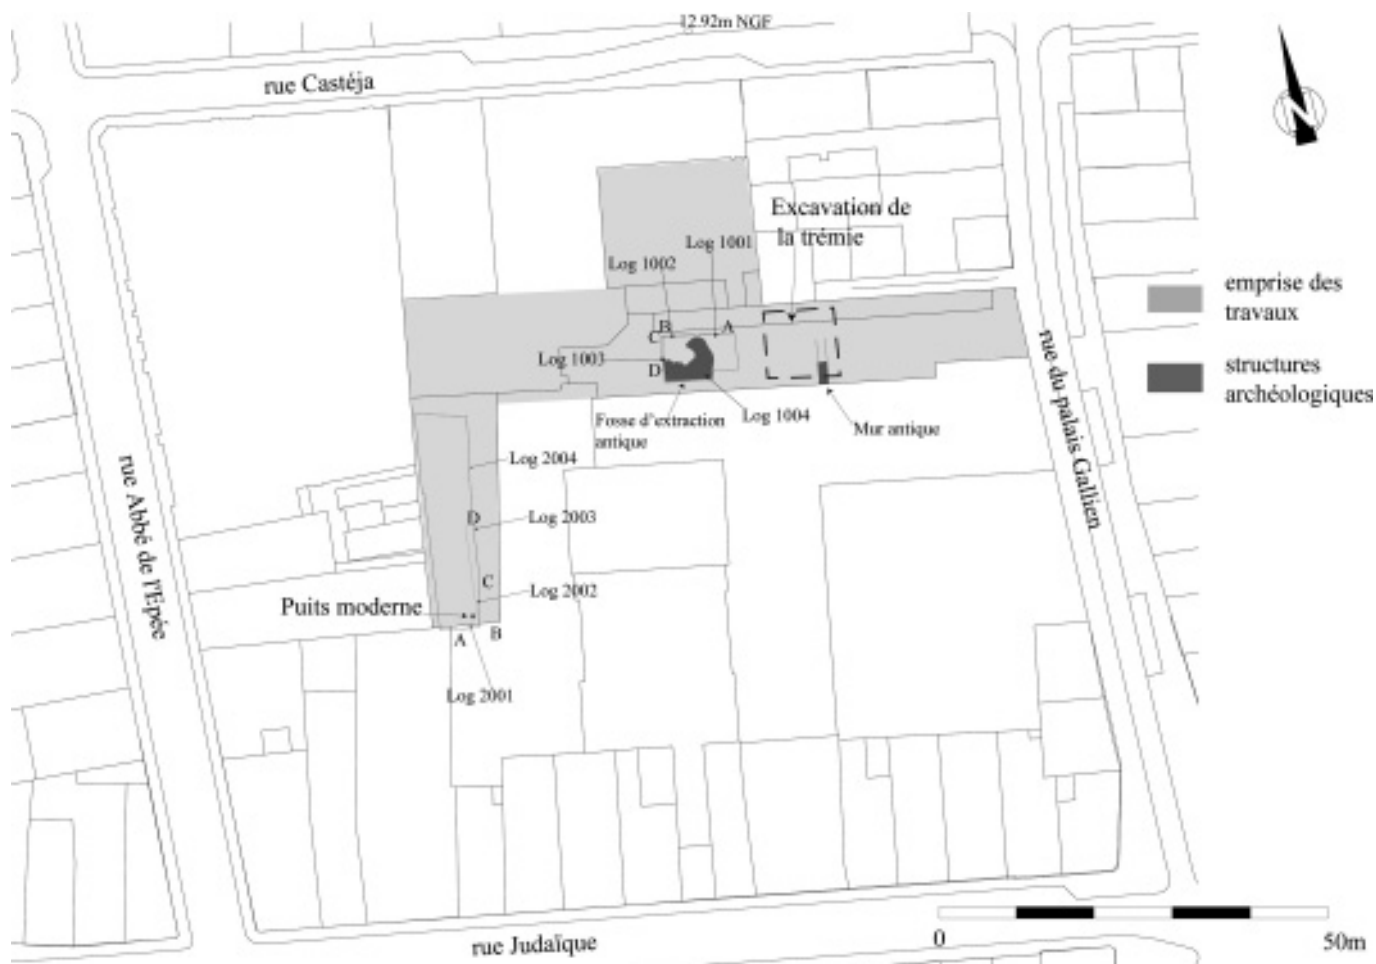 12.92m NGF
rue Castéja
N
Excavation de
la trémie
Log 1001
Log 1002
emprise des
travaux
B
A
C
Log 1003
D
structures
archéologiques
Log 1004
Fosse d'extraction
antique
Mur antique
rue du palais Gallien
rue Abbé de l'Epée
Log 2004
D
Log 2003
C
Log 2002
Puits moderne
A
B
Log 2001
rue Judaïque
0
50m